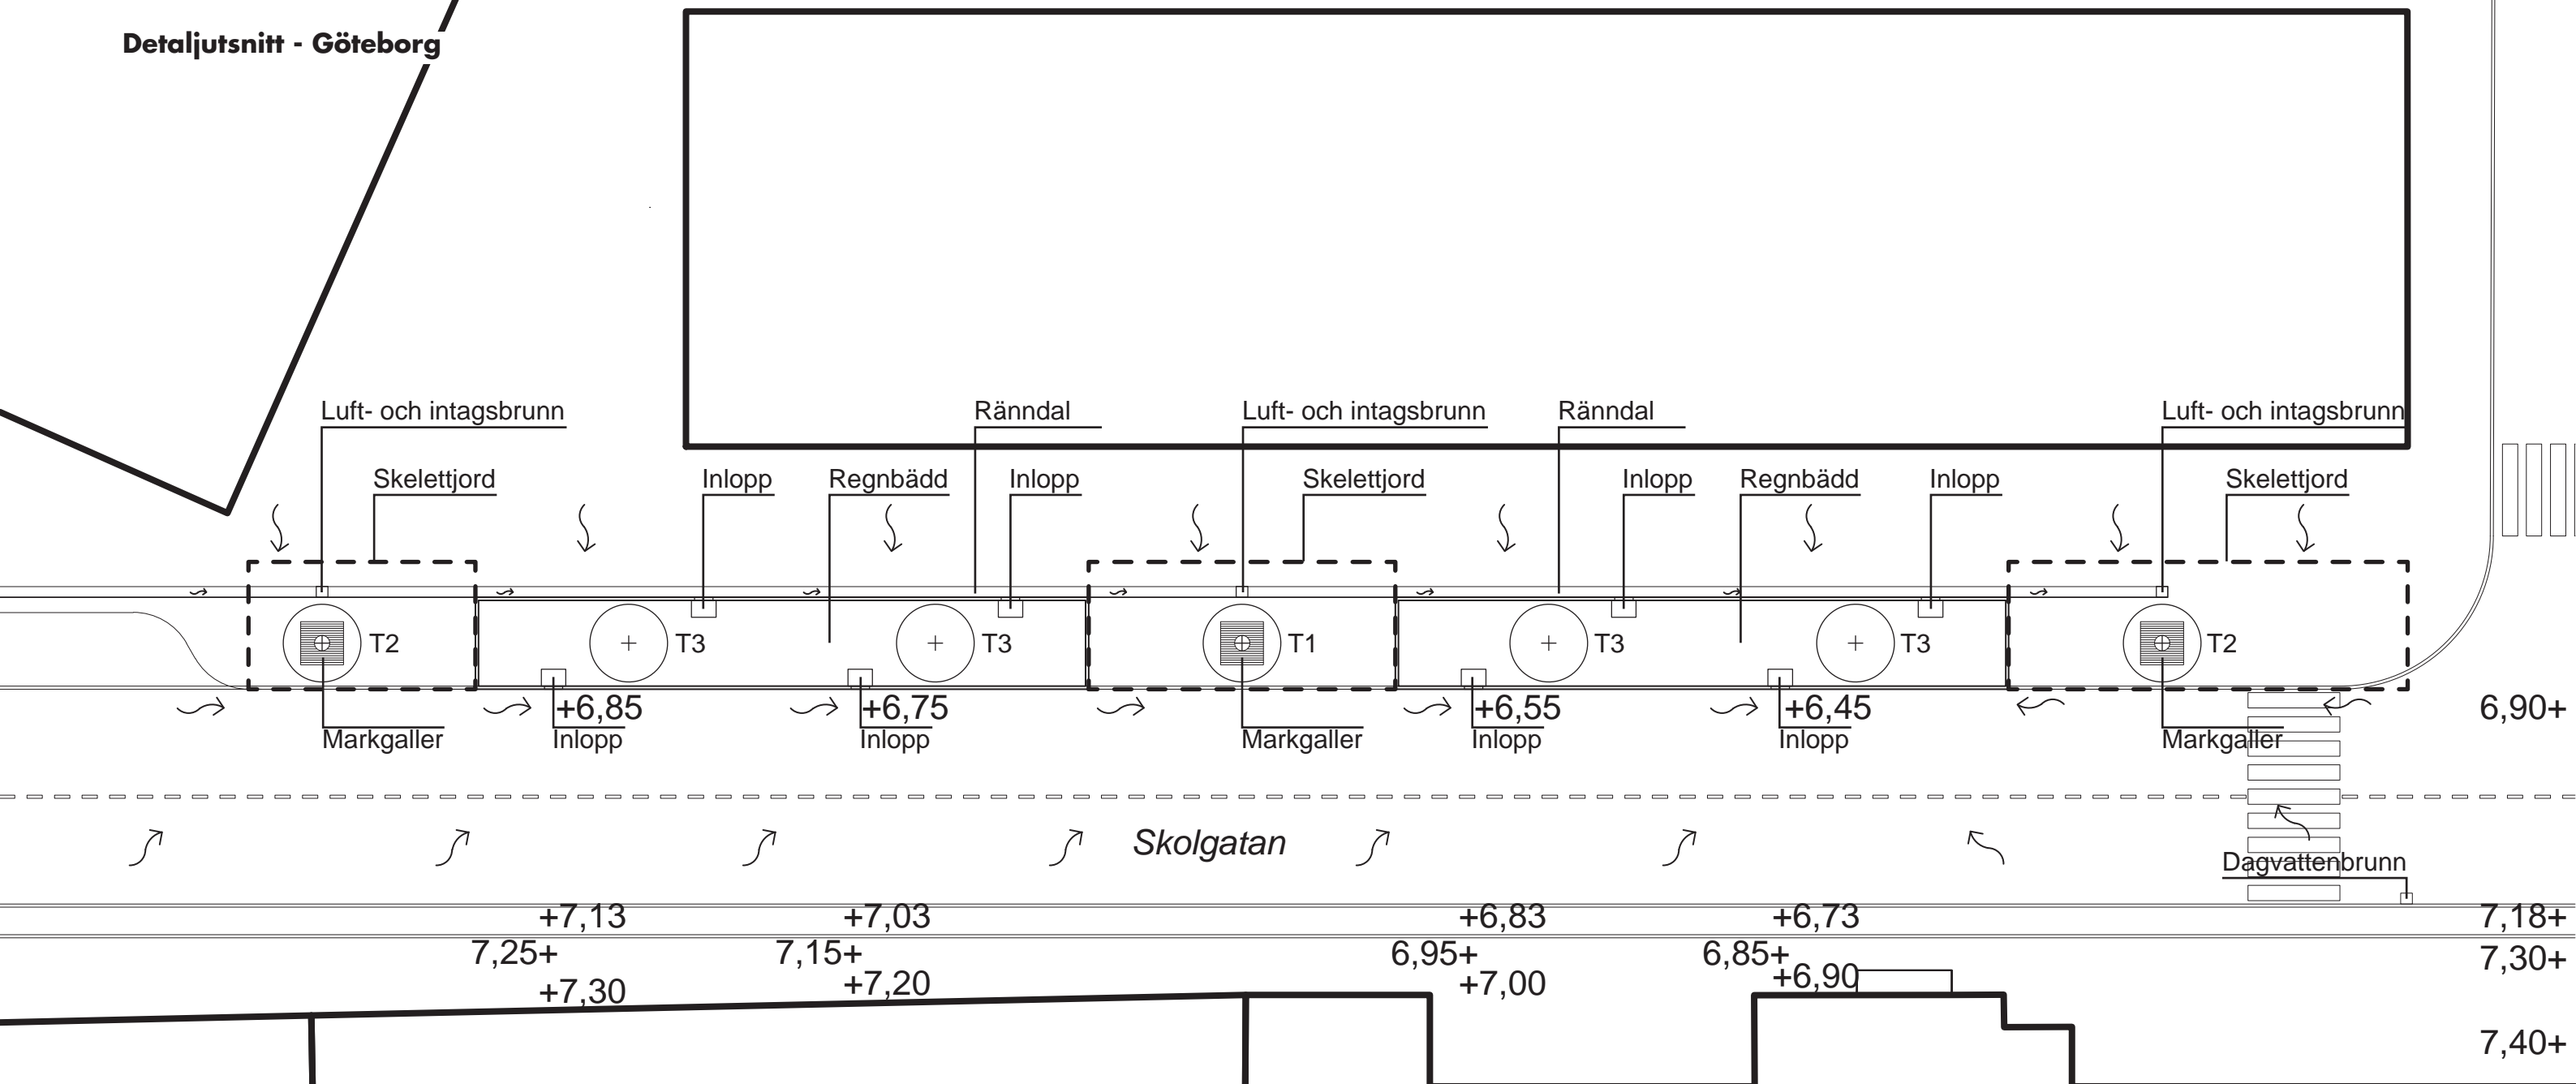 Detaljutsnitt - Göteborg
Luft- och intagsbrunn
Ränndal
Luft- och intagsbrunn
Ränndal
Luft- och intagsbrunn
Skelettjord
Inlopp
Regnbädd
Inlopp
Skelettjord
Inlopp
Regnbädd
Inlopp
Skelettjord
T2
T3
T3
T1
T3
T3
T2
+6,85
+6,75
+6,55
+6,45
6,90+
Markgaller
Inlopp
Inlopp
Markgaller
Inlopp
Inlopp
Markgaller
Skolgatan
Dagvattenbrunn
+7,13
+7,03
+6,83
+6,73
7,18+
7,25+
7,15+
6,95+
6,85+
7,30+
+7,30
+7,20
+7,00
+6,90
7,40+